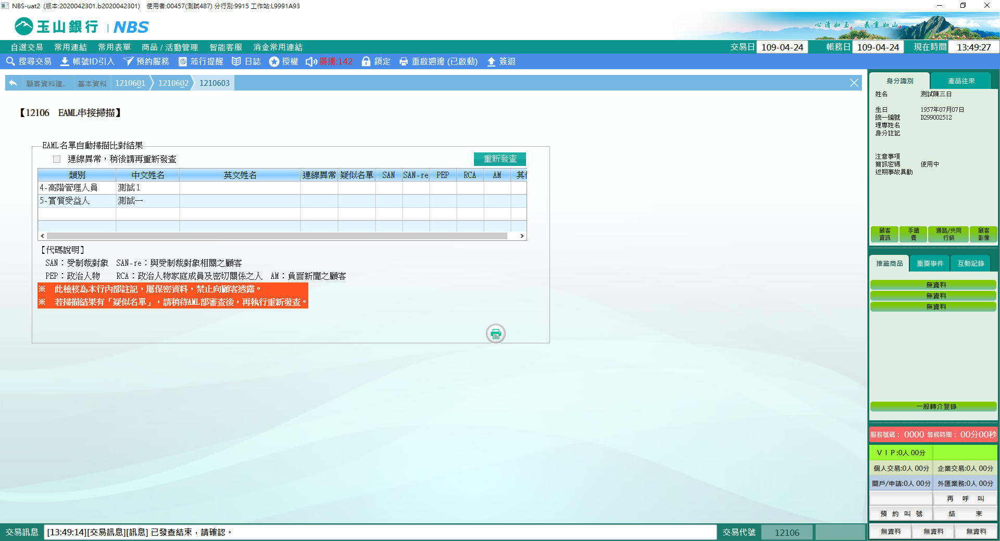 NBS-uat2 (版本:2020042301.b2020042301) 使用者:00457(測試487) 分行別:9915 工作站:L9991A93
玉山銀行 | NBS
心清如玉 義重如山
自選交易 常用連結 常用表單 商品 / 活動管理 智能客服 消金常用連結 交易日 109-04-24 帳務日 109-04-24 現在時間 13:49:27
搜尋交易 帳號ID引入 預約服務 蒞行提醒 日誌 授權 廣播:142 鎖定 重啟週邊 (已啟動) 簽退
顧客資料建.. 基本資料 1210601 1210602 1210603
【12106 EAML串接掃描】
EAML名單自動掃描比對結果
連線異常，稍後請再重新發查 重新發查
類別 中文姓名 英文姓名 連線異常 疑似名單 SAN SAN-re PEP RCA AM 其他
4-高階管理人員 測試1
5-實質受益人 測試一
【代碼說明】
SAN：受制裁對象 SAN-re：與受制裁對象相關之顧客
PEP：政治人物 RCA：政治人物家庭成員及密切關係之人 AM：負面新聞之顧客
※ 此檢核為本行內部註記，屬保密資料，禁止向顧客透露。
※ 若掃描結果有「疑似名單」，請稍待AML部審查後，再執行重新發查。
交易訊息 [13:49:14][交易訊息][訊息] 已發查結束，請確認。 交易代號 12106
身分識別 產品往來
姓名 測試陳三日
生日 1957年07月07日
統一編號 D299002512
理專姓名
身分註記
注意事項
簡訊密碼 使用中
近期事故異動
顧客資訊 手續費 通路/共同行銷 顧客影像
推薦商品 重要事件 互動記錄
無資料
無資料
無資料
一般轉介登錄
服務號碼： 0000 等候時間： 00分00秒
ＶＩＰ:0人 00分
個人交易:0人 00分 企業交易:0人 00分
開戶/申請:0人 00分 外匯業務:0人 00分
再 呼 叫
預 約 叫 號 結 束
無資料 無資料 無資料